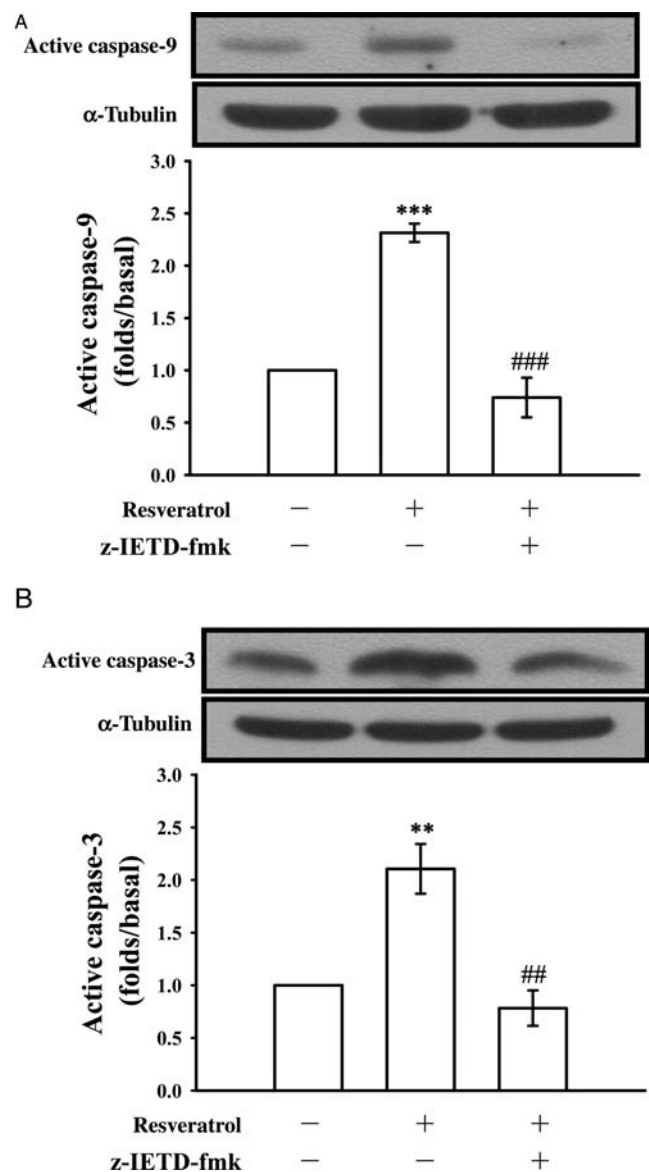 A
Active caspase-9
α-Tubulin
Active caspase-9
(folds/basal)
3.0
2.5
2.0
1.5
1.0
0.5
0.0
***
###
Resveratrol − + +
z-IETD-fmk − − +
B
Active caspase-3
α-Tubulin
Active caspase-3
(folds/basal)
3.0
2.5
2.0
1.5
1.0
0.5
0.0
**
##
Resveratrol − + +
z-IETD-fmk − − +